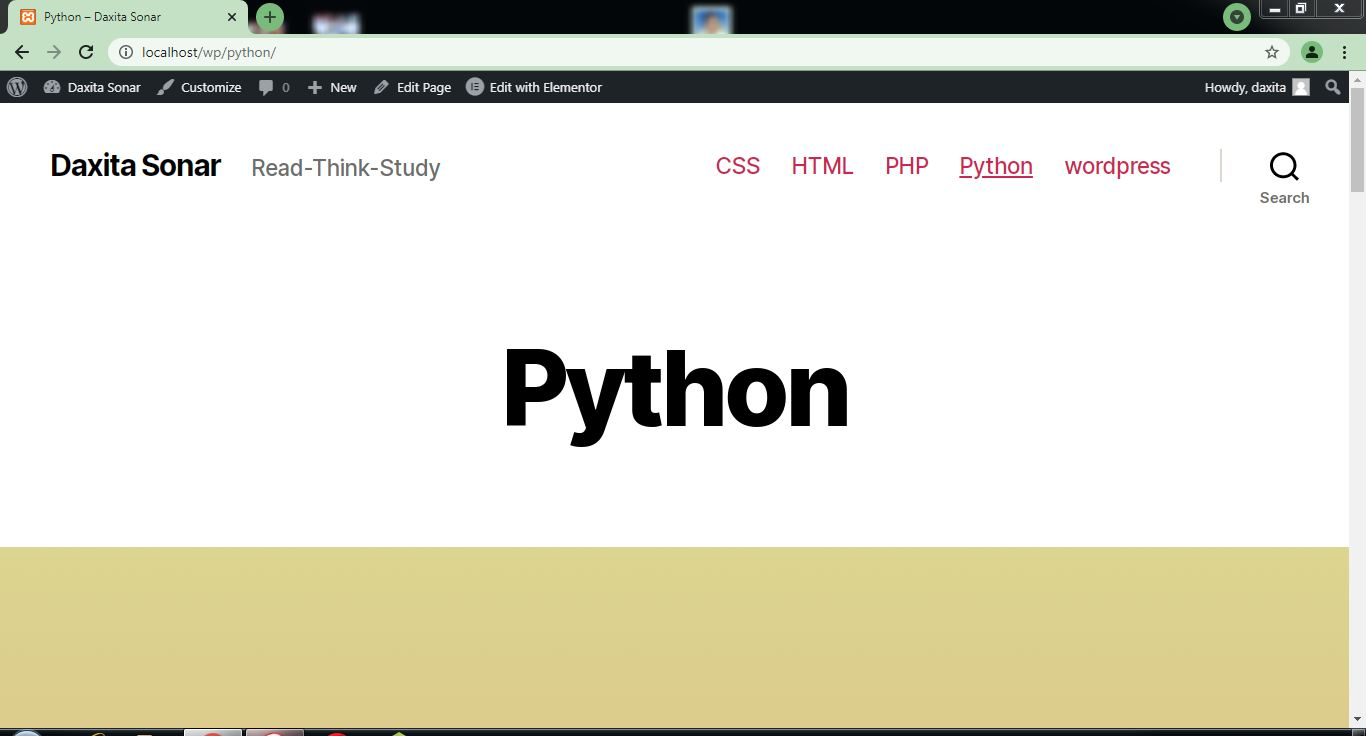 Python – Daxita Sonar
localhost/wp/python/
Daxita Sonar Customize 0 New Edit Page Edit with Elementor Howdy, daxita
Daxita Sonar Read-Think-Study CSS HTML PHP Python wordpress
Search
Python